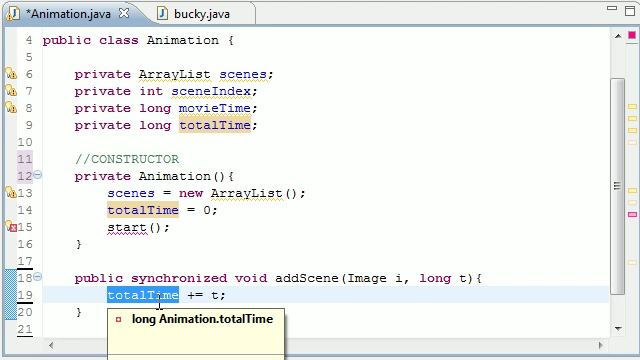 *Animation.java
bucky.java
4 public class Animation {
5
6 private ArrayList scenes;
7 private int sceneIndex;
8 private long movieTime;
9 private long totalTime;
10
11 //CONSTRUCTOR
12 private Animation(){
13 scenes = new ArrayList();
14 totalTime = 0;
15 start();
16 }
17
18 public synchronized void addScene(Image i, long t){
19 totalTime += t;
20 }
21
long Animation.totalTime